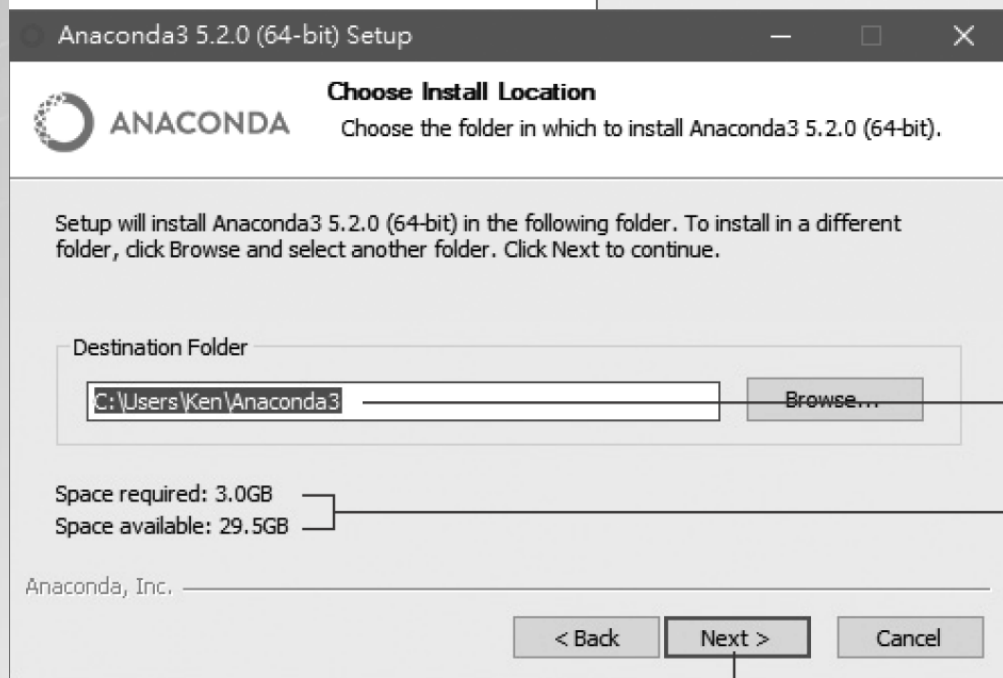 Anaconda3 5.2.0 (64-bit) Setup
ANACONDA
Choose Install Location
Choose the folder in which to install Anaconda3 5.2.0 (64-bit).
Setup will install Anaconda3 5.2.0 (64-bit) in the following folder. To install in a different
folder, click Browse and select another folder. Click Next to continue.
Destination Folder
C:\Users\Ken\Anaconda3
Browse...
Space required: 3.0GB
Space available: 29.5GB
Anaconda, Inc.
< Back
Next >
Cancel